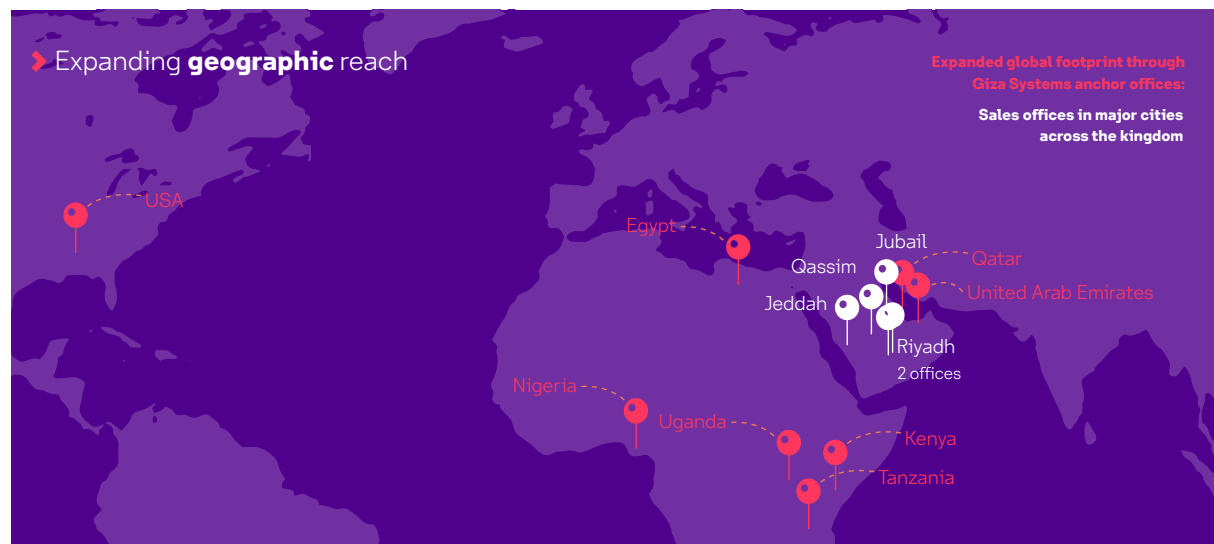 Expanding geographic reach
Expanded global footprint through
Giza Systems anchor offices:
Sales offices in major cities
across the kingdom
USA
Egypt
Jubail
Qassim
Qatar
United Arab Emirates
Jeddah
Riyadh
2 offices
Nigeria
Uganda
Kenya
Tanzania